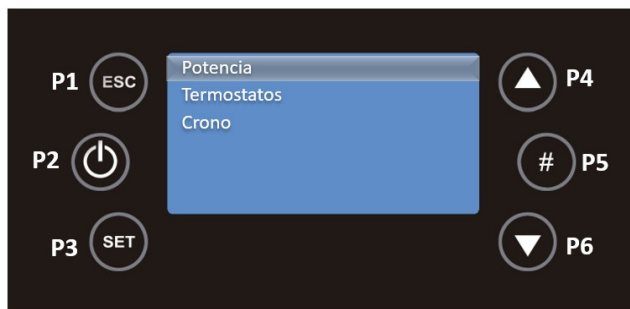 P1 ESC
Potencia
Termostatos
Crono
P4
P2
# P5
P3 SET
P6